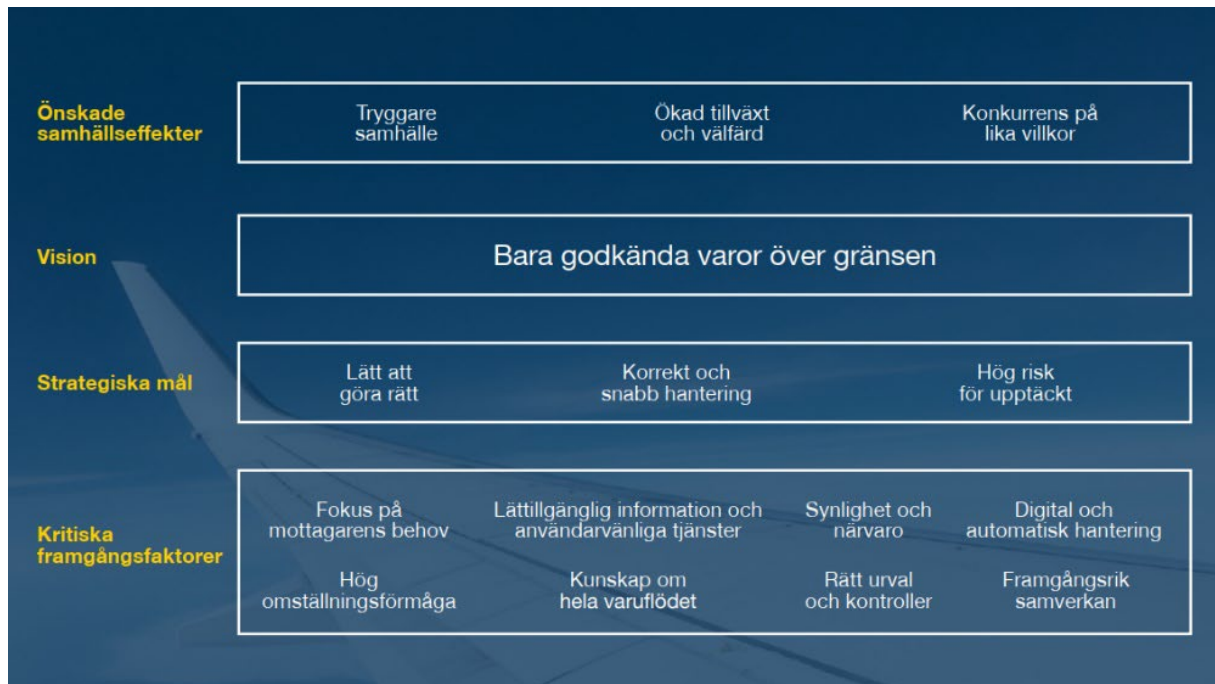 Önskade
samhällseffekter
Tryggare
samhälle
Ökad tillväxt
och välfärd
Konkurrens på
lika villkor
Vision
Bara godkända varor över gränsen
Strategiska mål
Lätt att
göra rätt
Korrekt och
snabb hantering
Hög risk
för upptäckt
Kritiska
framgångsfaktorer
Fokus på
mottagarens behov
Lättillgänglig information och
användarvänliga tjänster
Synlighet och
närvaro
Digital och
automatisk hantering
Hög
omställningsförmåga
Kunskap om
hela varuflödet
Rätt urval
och kontroller
Framgångsrik
samverkan